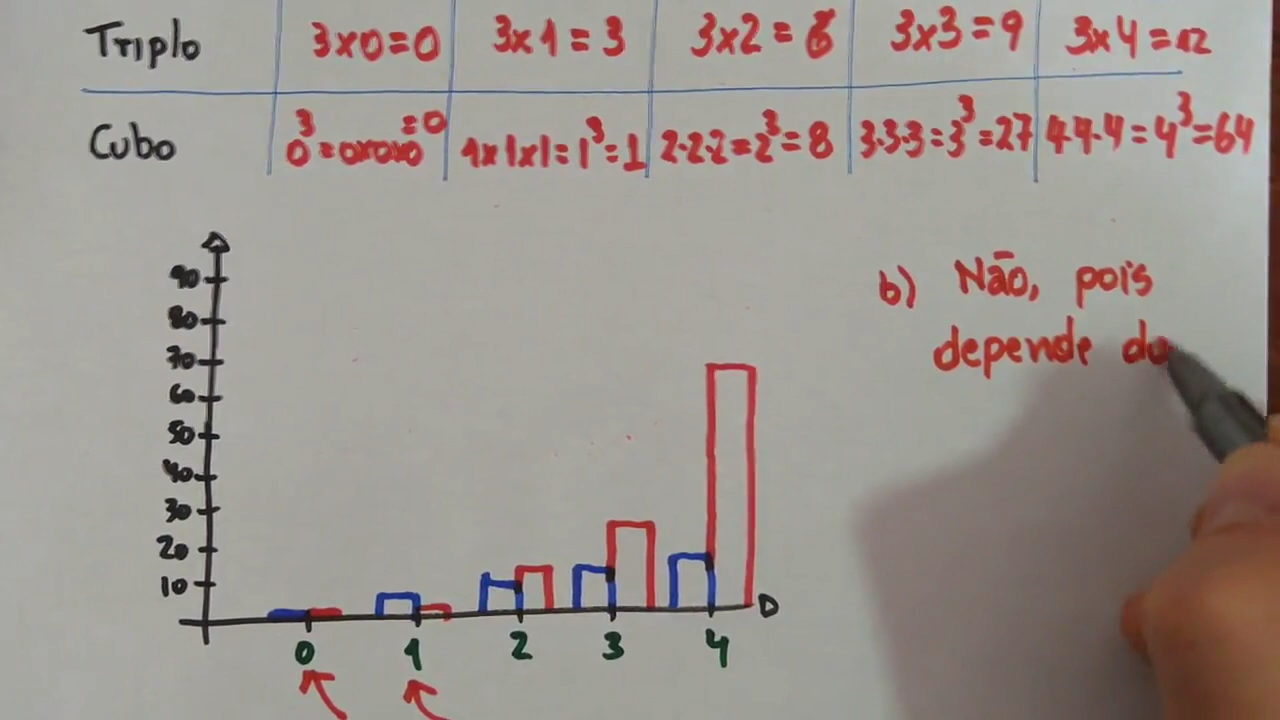 Triplo 3x0=0 3x1=3 3x2=6 3x3=9 3x4=12
Cubo 0³=0x0x0=0 1x1x1=1³=1 2·2·2=2³=8 3·3·3=3³=27 4·4·4=4³=64
90
80
70
60
50
40
30
20
10
0 1 2 3 4
b) Não, pois
depende do